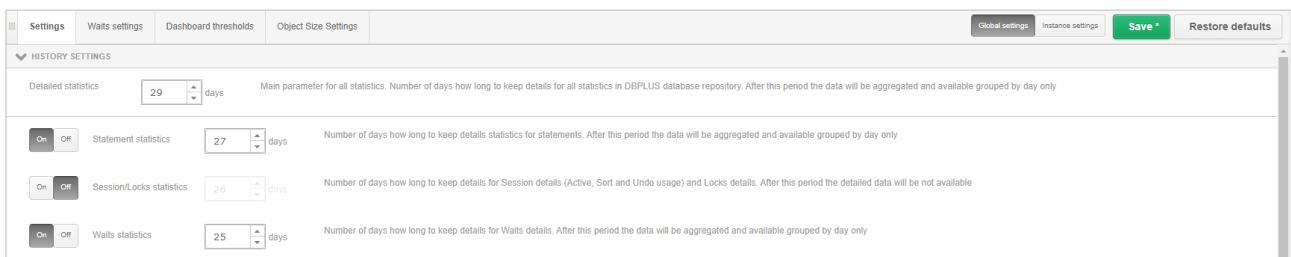 Settings Waits settings Dashboard thresholds Object Size Settings Global settings Instance settings Save * Restore defaults
HISTORY SETTINGS
Detailed statistics 29 days Main parameter for all statistics. Number of days how long to keep details for all statistics in DBPLUS database repository. After this period the data will be aggregated and available grouped by day only
On Off Statement statistics 27 days Number of days how long to keep details statistics for statements. After this period the data will be aggregated and available grouped by day only
On Off Session/Locks statistics 26 days Number of days how long to keep details for Session details (Active, Sort and Undo usage) and Locks details. After this period the detailed data will be not available
On Off Waits statistics 25 days Number of days how long to keep details for Waits details. After this period the data will be aggregated and available grouped by day only